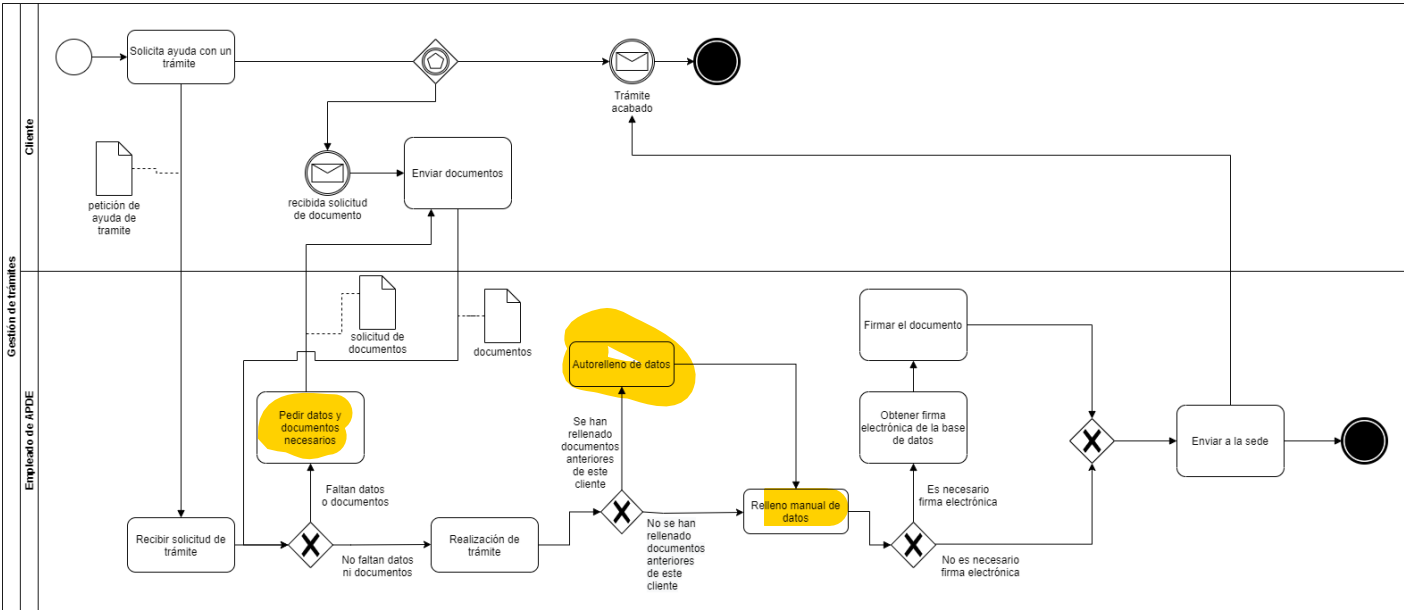 Gestión de trámites
Cliente
Solicita ayuda con un
trámite
Trámite
acabado
petición de
ayuda de
tramite
recibida solicitud
de documento
Enviar documentos
Empleado de APDE
solicitud de
documentos
documentos
Pedir datos y
documentos
necesarios
Faltan datos
o documentos
Recibir solicitud de
trámite
No faltan datos
ni documentos
Realización de
trámite
Autorelleno de datos
Se han
rellenado
documentos
anteriores
de este
cliente
No se han
rellenado
documentos
anteriores
de este
cliente
Relleno manual de
datos
Firmar el documento
Obtener firma
electrónica de la base
de datos
Es necesario
firma electrónica
No es necesario
firma electrónica
Enviar a la sede